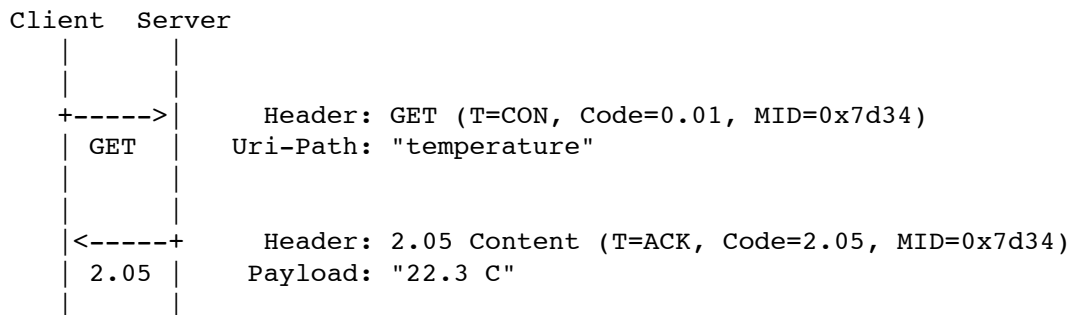 Client Server
Header: GET (T=CON, Code=0.01, MID=0x7d34)
GET Uri-Path: "temperature"
Header: 2.05 Content (T=ACK, Code=2.05, MID=0x7d34)
2.05 Payload: "22.3 C"